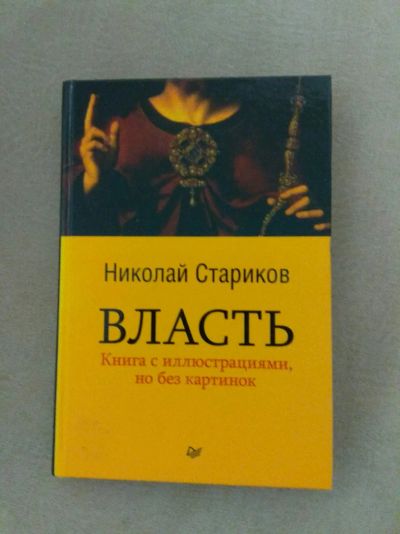 Николай Стариков
ВЛАСТЬ
Книга с иллюстрациями,
но без картинок